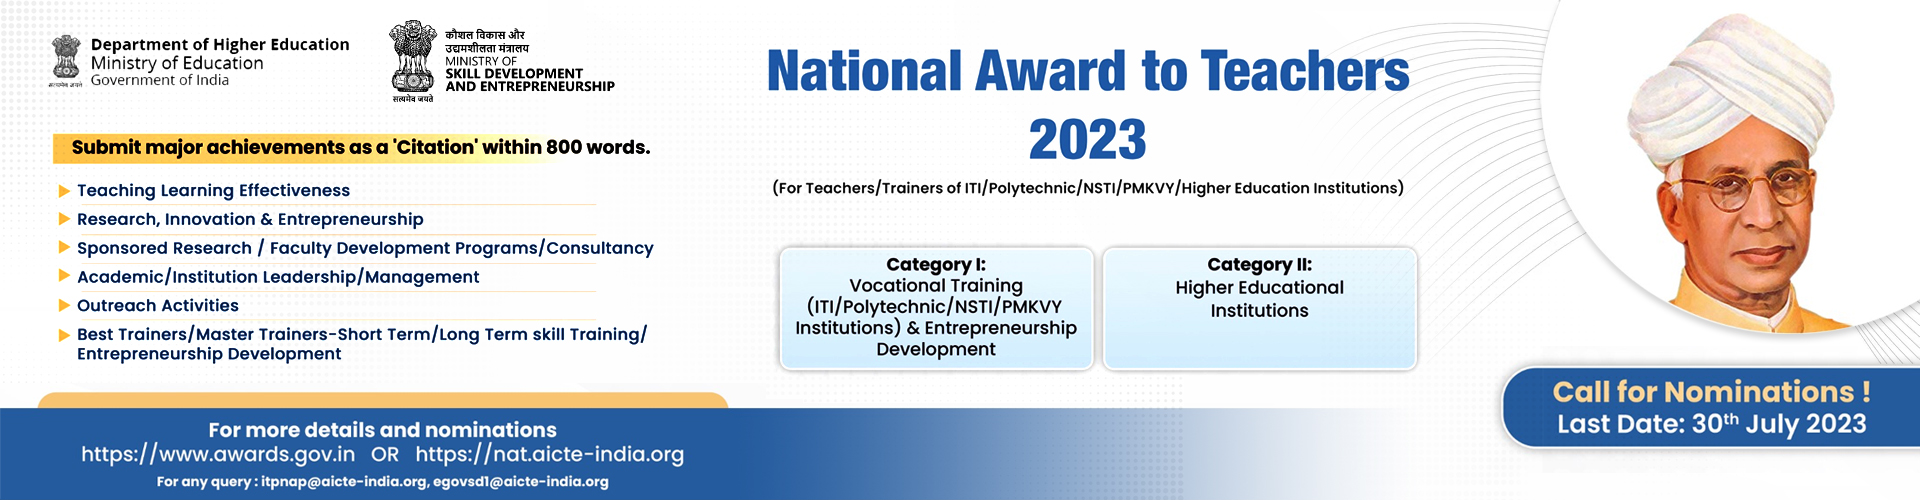 Department of Higher Education
Ministry of Education
Government of India
सत्यमेव जयते
कौशल विकास और
उद्यमशीलता मंत्रालय
MINISTRY OF
SKILL DEVELOPMENT
AND ENTREPRENEURSHIP
सत्यमेव जयते
Submit major achievements as a 'Citation' within 800 words.
Teaching Learning Effectiveness
Research, Innovation & Entrepreneurship
Sponsored Research / Faculty Development Programs/Consultancy
Academic/Institution Leadership/Management
Outreach Activities
Best Trainers/Master Trainers-Short Term/Long Term skill Training/
Entrepreneurship Development
For more details and nominations
https://www.awards.gov.in OR https://nat.aicte-india.org
For any query : itpnap@aicte-india.org, egovsd1@aicte-india.org
National Award to Teachers
2023
(For Teachers/Trainers of ITI/Polytechnic/NSTI/PMKVY/Higher Education Institutions)
Category I:
Vocational Training
(ITI/Polytechnic/NSTI/PMKVY
Institutions) & Entrepreneurship
Development
Category II:
Higher Educational
Institutions
Call for Nominations !
Last Date: 30th July 2023